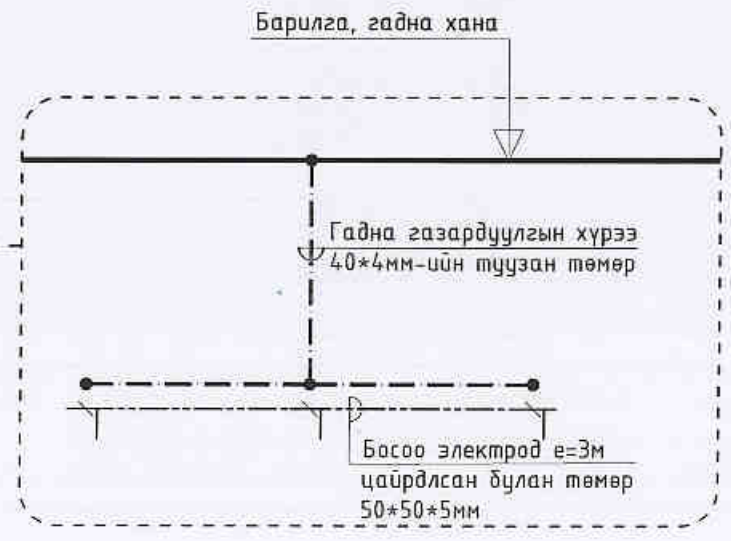 Барилга, гадна хана
Гадна газардуулгын хүрээ
40*4мм-ийн туузан төмөр
Босоо электрод e=3м
цайрдлсан булан төмөр
50*50*5мм